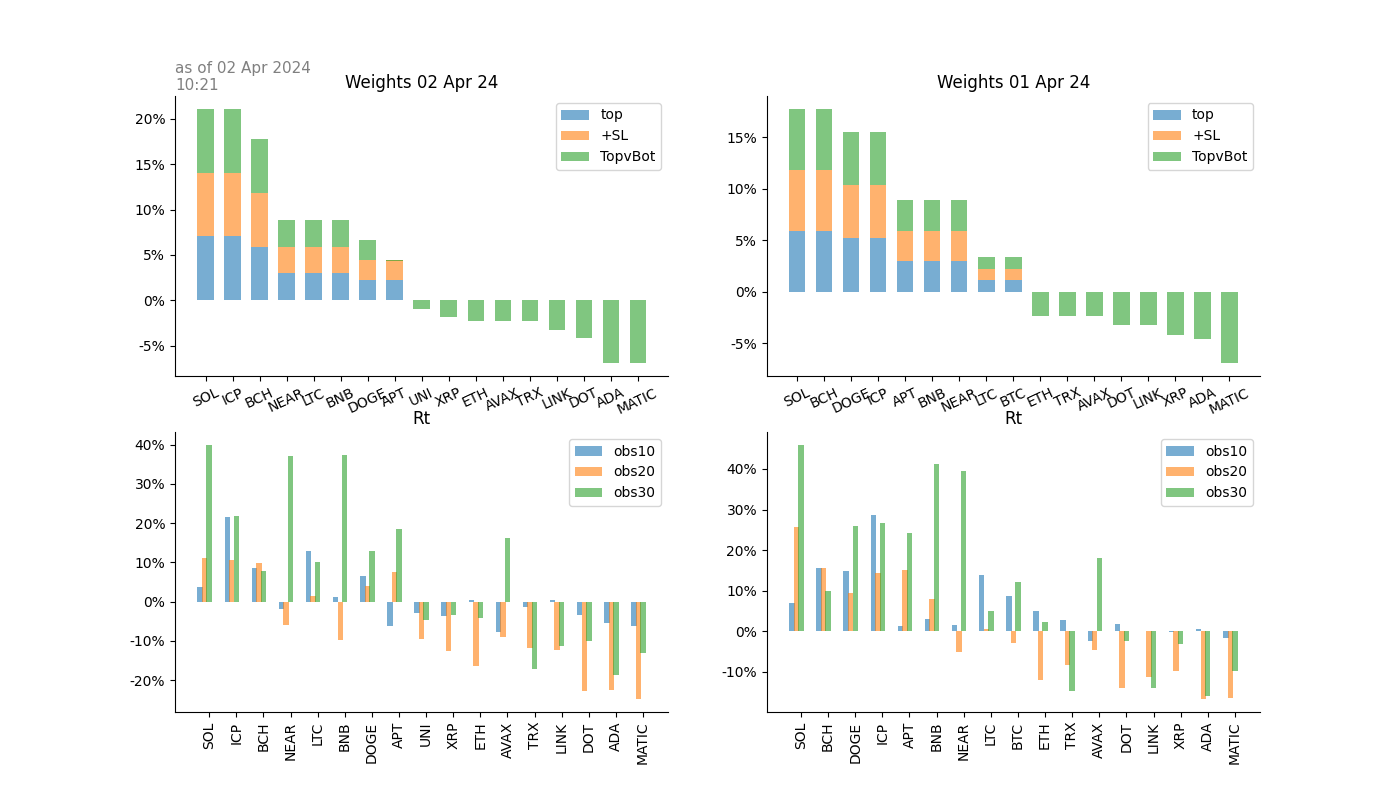 as of 02 Apr 2024
10:21
Weights 02 Apr 24
20%
15%
10%
5%
0%
-5%
top
+SL
TopvBot
SOL ICP BCH NEAR LTC BNB DOGE APT UNI XRP ETH AVAX TRX LINK DOT ADA MATIC
Weights 01 Apr 24
15%
10%
5%
0%
-5%
top
+SL
TopvBot
SOL BCH DOGE ICP APT BNB NEAR LTC BTC ETH TRX AVAX DOT LINK XRP ADA MATIC
Rt
40%
30%
20%
10%
0%
-10%
-20%
obs10
obs20
obs30
SOL ICP BCH NEAR LTC BNB DOGE APT UNI XRP ETH AVAX TRX LINK DOT ADA MATIC
Rt
40%
30%
20%
10%
0%
-10%
obs10
obs20
obs30
SOL BCH DOGE ICP APT BNB NEAR LTC BTC ETH TRX AVAX DOT LINK XRP ADA MATIC